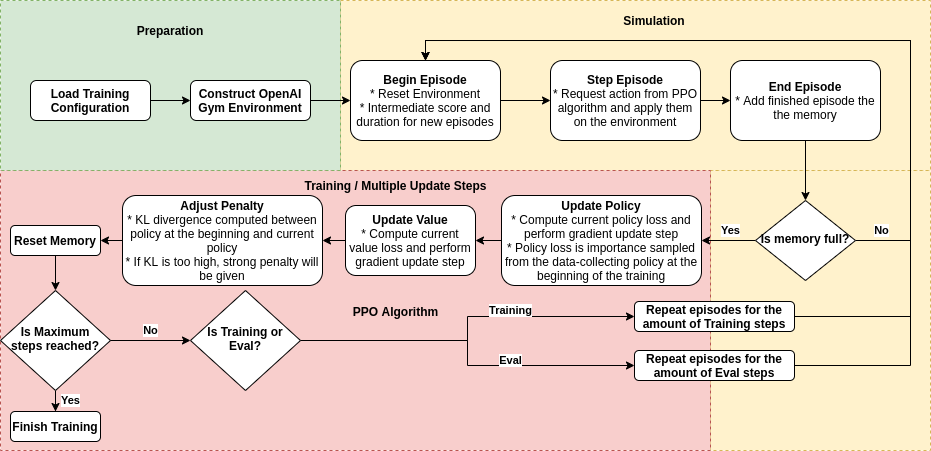 Preparation
Simulation
Load Training
Configuration
Construct OpenAI
Gym Environment
Begin Episode
* Reset Environment
* Intermediate score and
duration for new episodes
Step Episode
* Request action from PPO
algorithm and apply them
on the environment
End Episode
* Add finished episode the
the memory
Training / Multiple Update Steps
Is memory full?
Yes
No
Update Policy
* Compute current policy loss and
perform gradient update step
* Policy loss is importance sampled
from the data-collecting policy at the
beginning of the training
Update Value
* Compute current
value loss and perform
gradient update step
Adjust Penalty
* KL divergence computed between
policy at the beginning and current
policy
* If KL is too high, strong penalty will
be given
Reset Memory
Is Maximum
steps reached?
No
Yes
Finish Training
Is Training or
Eval?
PPO Algorithm
Training
Eval
Repeat episodes for the
amount of Training steps
Repeat episodes for the
amount of Eval steps